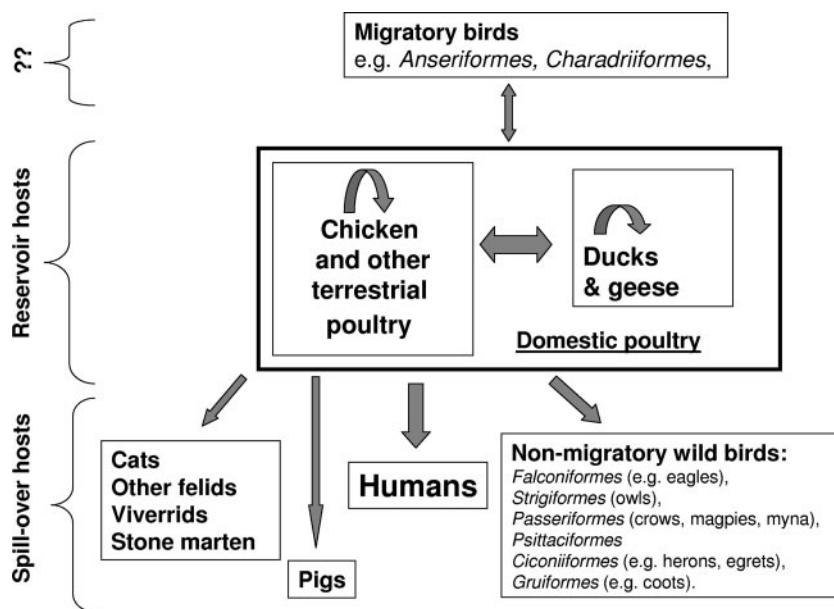 ??
Migratory birds
e.g. Anseriformes, Charadriiformes,
Reservoir hosts
Chicken
and other
terrestrial
poultry
Ducks
& geese
Domestic poultry
Spill-over hosts
Cats
Other felids
Viverrids
Stone marten
Pigs
Humans
Non-migratory wild birds:
Falconiformes (e.g. eagles),
Strigiformes (owls),
Passeriformes (crows, magpies, myna),
Psittaciformes
Ciconiiformes (e.g. herons, egrets),
Gruiformes (e.g. coots).